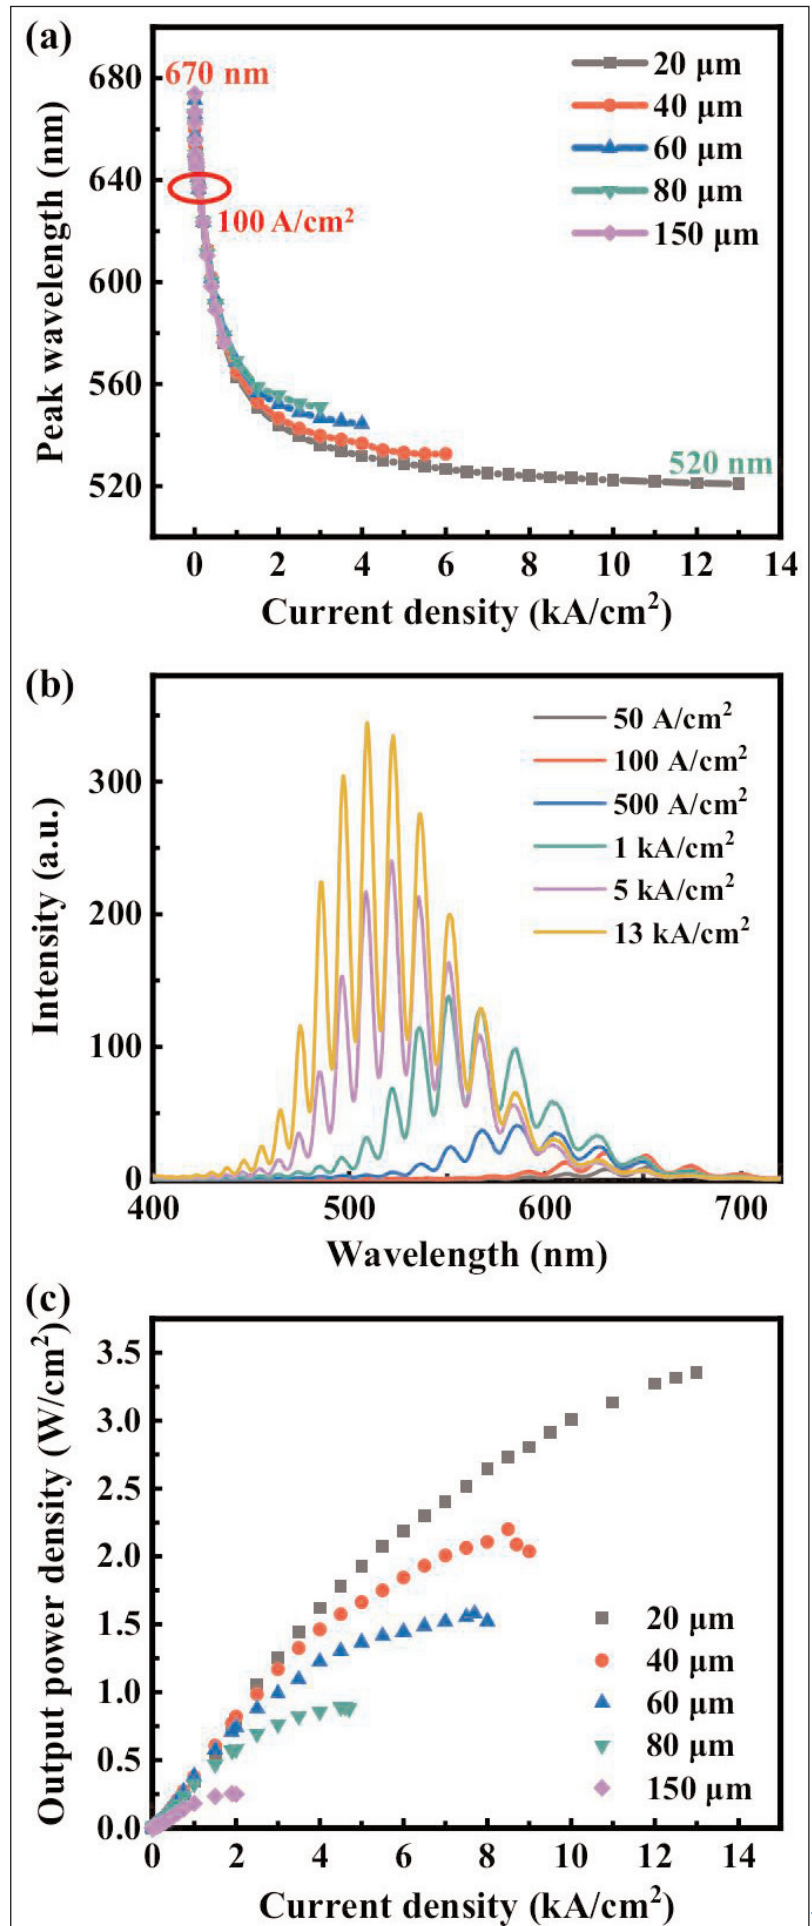 (a)
670 nm
100 A/cm²
520 nm
20 μm
40 μm
60 μm
80 μm
150 μm
680
640
600
560
520
Peak wavelength (nm)
0 2 4 6 8 10 12 14
Current density (kA/cm²)
(b)
50 A/cm²
100 A/cm²
500 A/cm²
1 kA/cm²
5 kA/cm²
13 kA/cm²
300
200
100
0
Intensity (a.u.)
400 500 600 700
Wavelength (nm)
(c)
3.5
3.0
2.5
2.0
1.5
1.0
0.5
0.0
Output power density (W/cm²)
20 μm
40 μm
60 μm
80 μm
150 μm
0 2 4 6 8 10 12 14
Current density (kA/cm²)